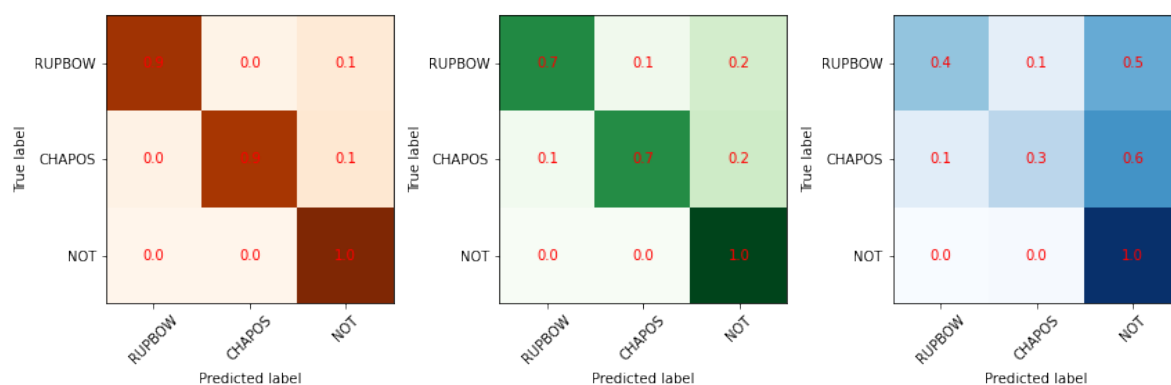 RUPBOW 0.9 0.0 0.1
CHAPOS 0.0 0.9 0.1
NOT 0.0 0.0 1.0
True label
RUPBOW CHAPOS NOT
Predicted label
RUPBOW 0.7 0.1 0.2
CHAPOS 0.1 0.7 0.2
NOT 0.0 0.0 1.0
True label
RUPBOW CHAPOS NOT
Predicted label
RUPBOW 0.4 0.1 0.5
CHAPOS 0.1 0.3 0.6
NOT 0.0 0.0 1.0
True label
RUPBOW CHAPOS NOT
Predicted label